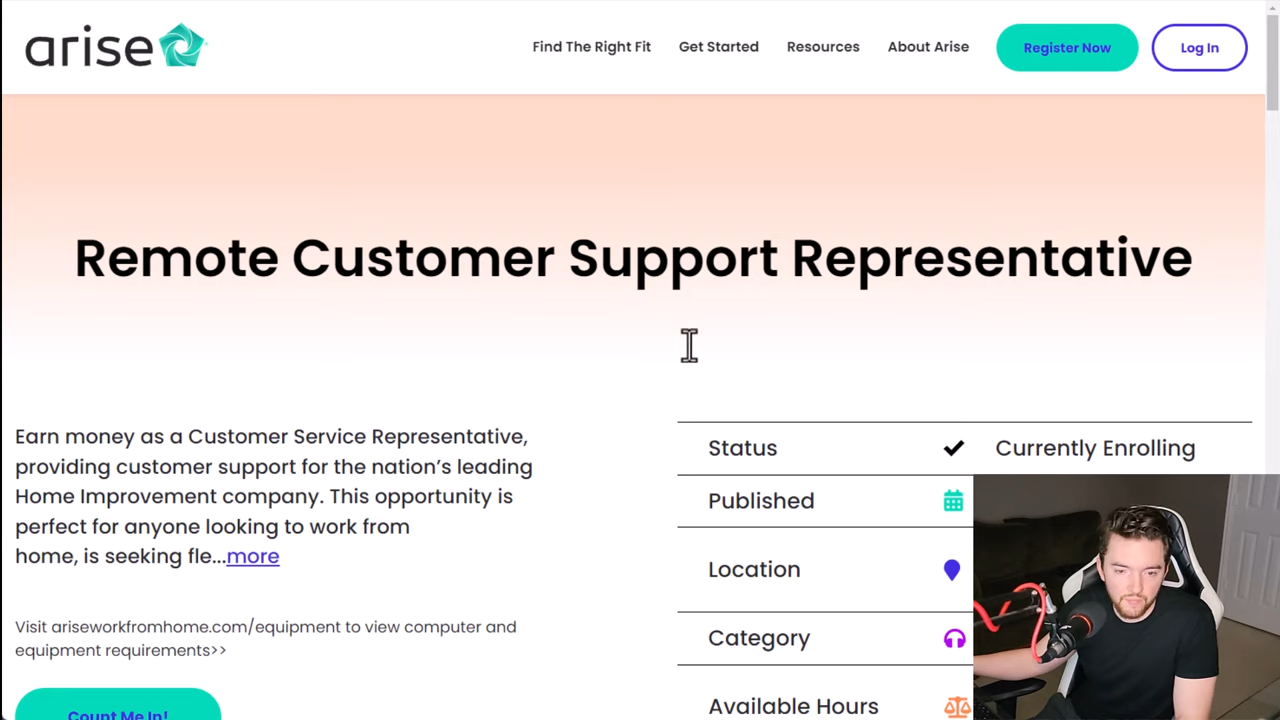 arise
Find The Right Fit
Get Started
Resources
About Arise
Register Now
Log In
Remote Customer Support Representative
Earn money as a Customer Service Representative,
providing customer support for the nation’s leading
Home Improvement company. This opportunity is
perfect for anyone looking to work from
home, is seeking fle...more
Visit ariseworkfromhome.com/equipment to view computer and
equipment requirements>>
Count Me In!
Status
Currently Enrolling
Published
Location
Category
Available Hours